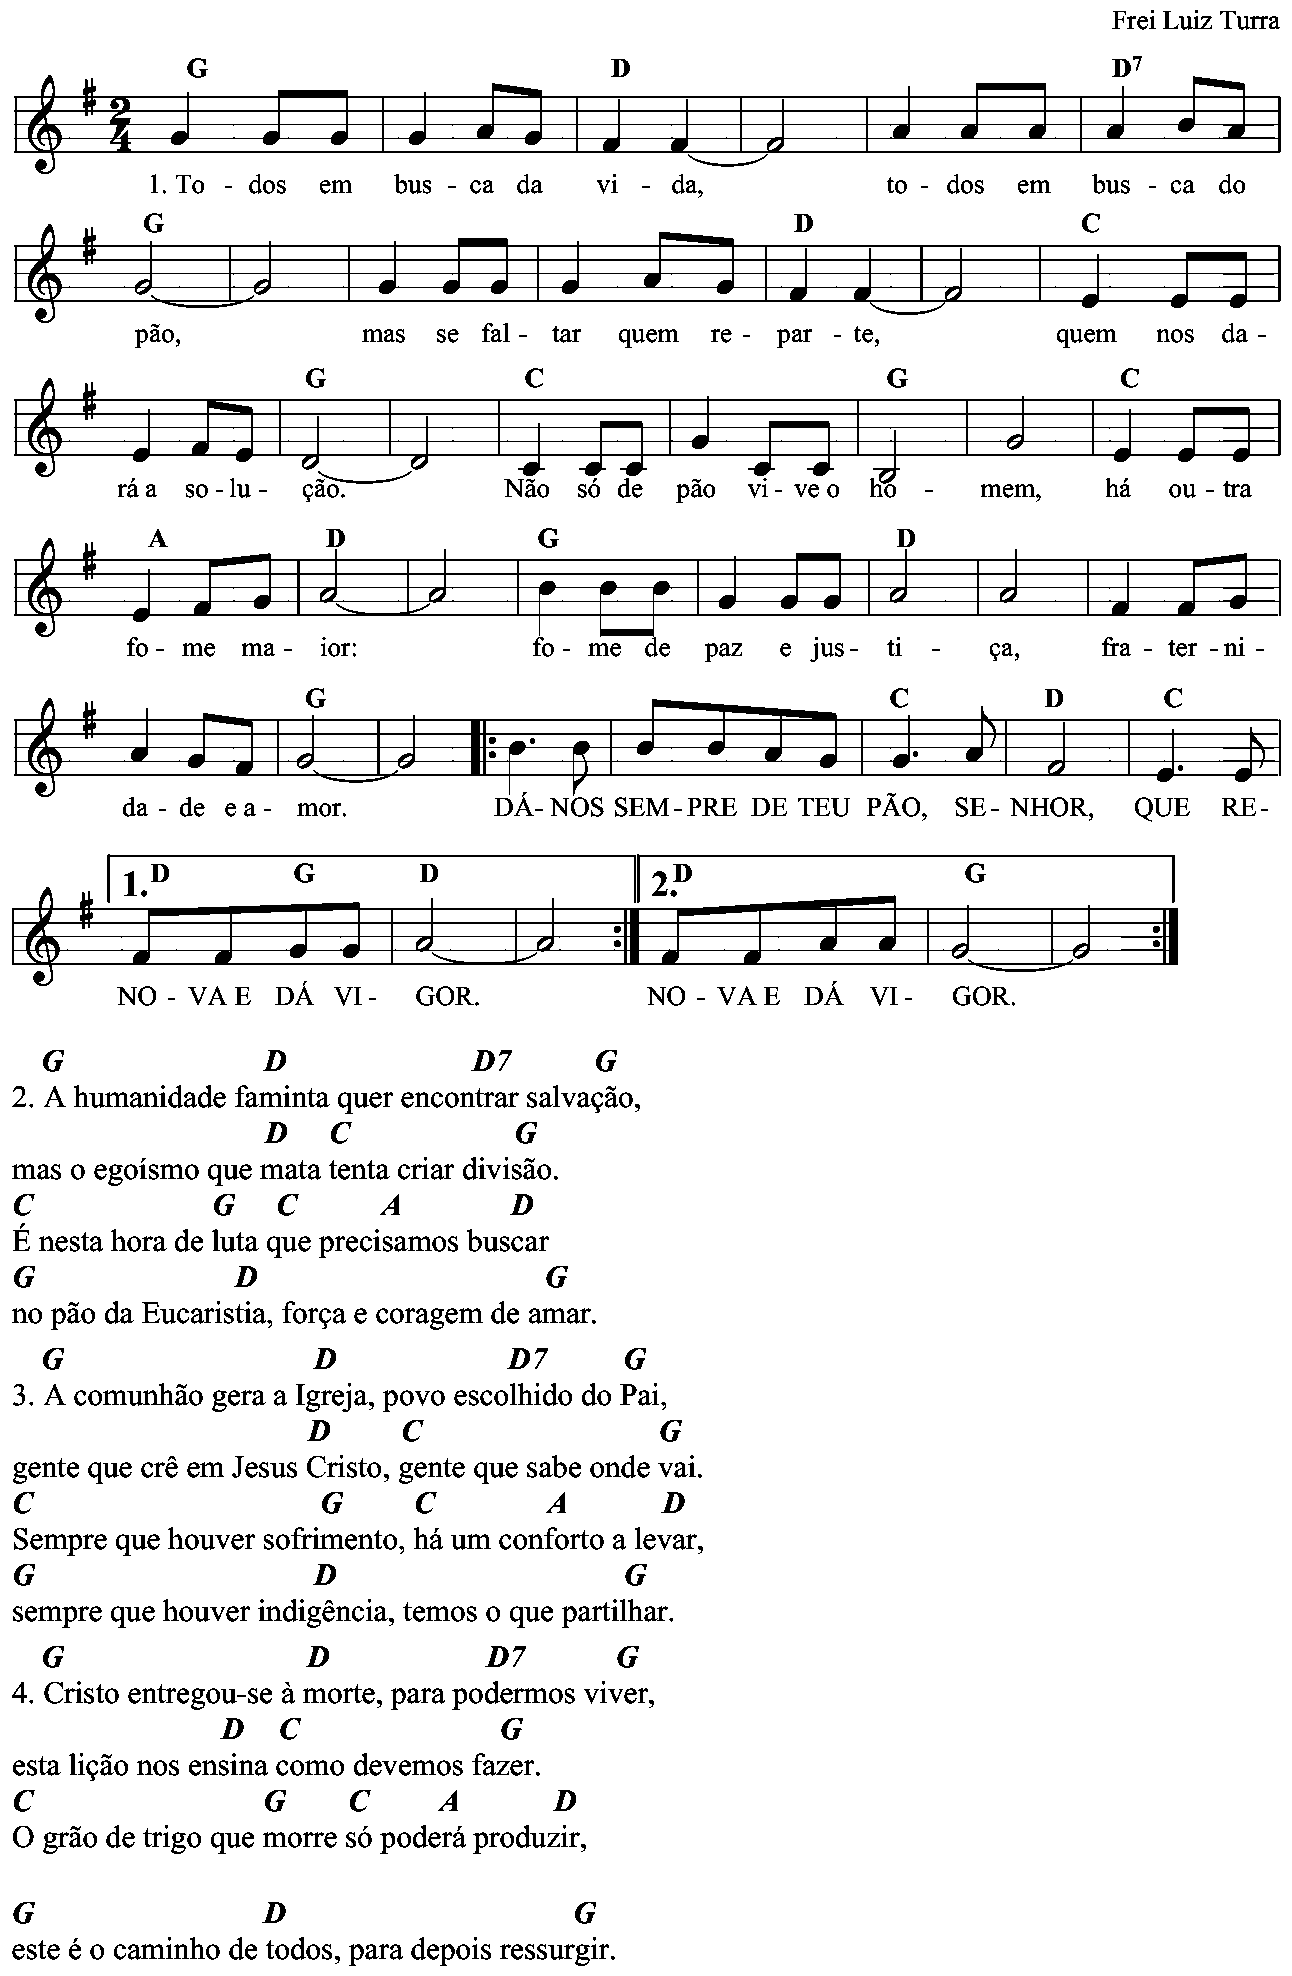 Frei Luiz Turra
G D D7
2 4
1. To - dos em bus - ca da vi - da, to - dos em bus - ca do
G D C
pão, mas se fal - tar quem re - par - te, quem nos da -
G C G C
rá a so - lu - ção. Não só de pão vi - ve o ho - mem, há ou - tra
A D G D
fo - me ma - ior: fo - me de paz e jus - ti - ça, fra - ter - ni -
G C D C
da - de e a - mor. DÁ - NOS SEM - PRE DE TEU PÃO, SE - NHOR, QUE RE -
1. D G D 2. D G
NO - VA E DÁ VI - GOR. NO - VA E DÁ VI - GOR.
G D D7 G
2. A humanidade faminta quer encontrar salvação,
D C G
mas o egoísmo que mata tenta criar divisão.
C G C A D
É nesta hora de luta que precisamos buscar
G D G
no pão da Eucaristia, força e coragem de amar.
G D D7 G
3. A comunhão gera a Igreja, povo escolhido do Pai,
D C G
gente que crê em Jesus Cristo, gente que sabe onde vai.
C G C A D
Sempre que houver sofrimento, há um conforto a levar,
G D G
sempre que houver indigência, temos o que partilhar.
G D D7 G
4. Cristo entregou-se à morte, para podermos viver,
D C G
esta lição nos ensina como devemos fazer.
C G C A D
O grão de trigo que morre só poderá produzir,
G D G
este é o caminho de todos, para depois ressurgir.